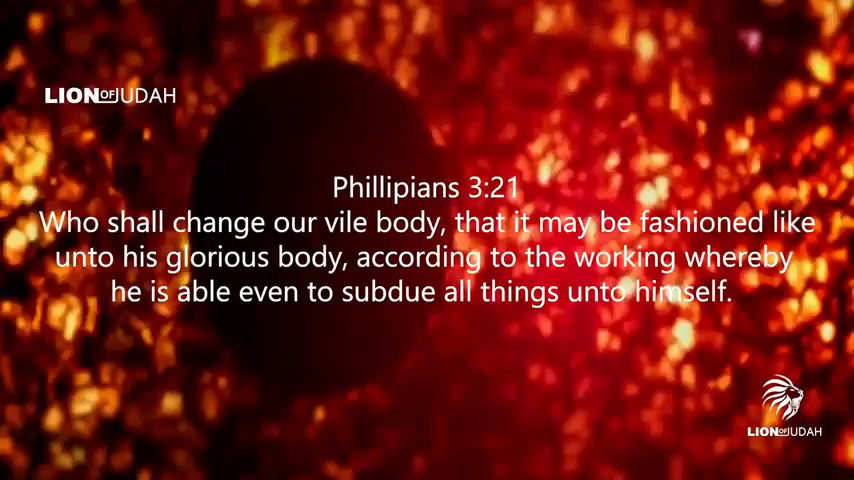 LION OF JUDAH
Phillipians 3:21
Who shall change our vile body, that it may be fashioned like
unto his glorious body, according to the working whereby
he is able even to subdue all things unto himself.
LION OF JUDAH